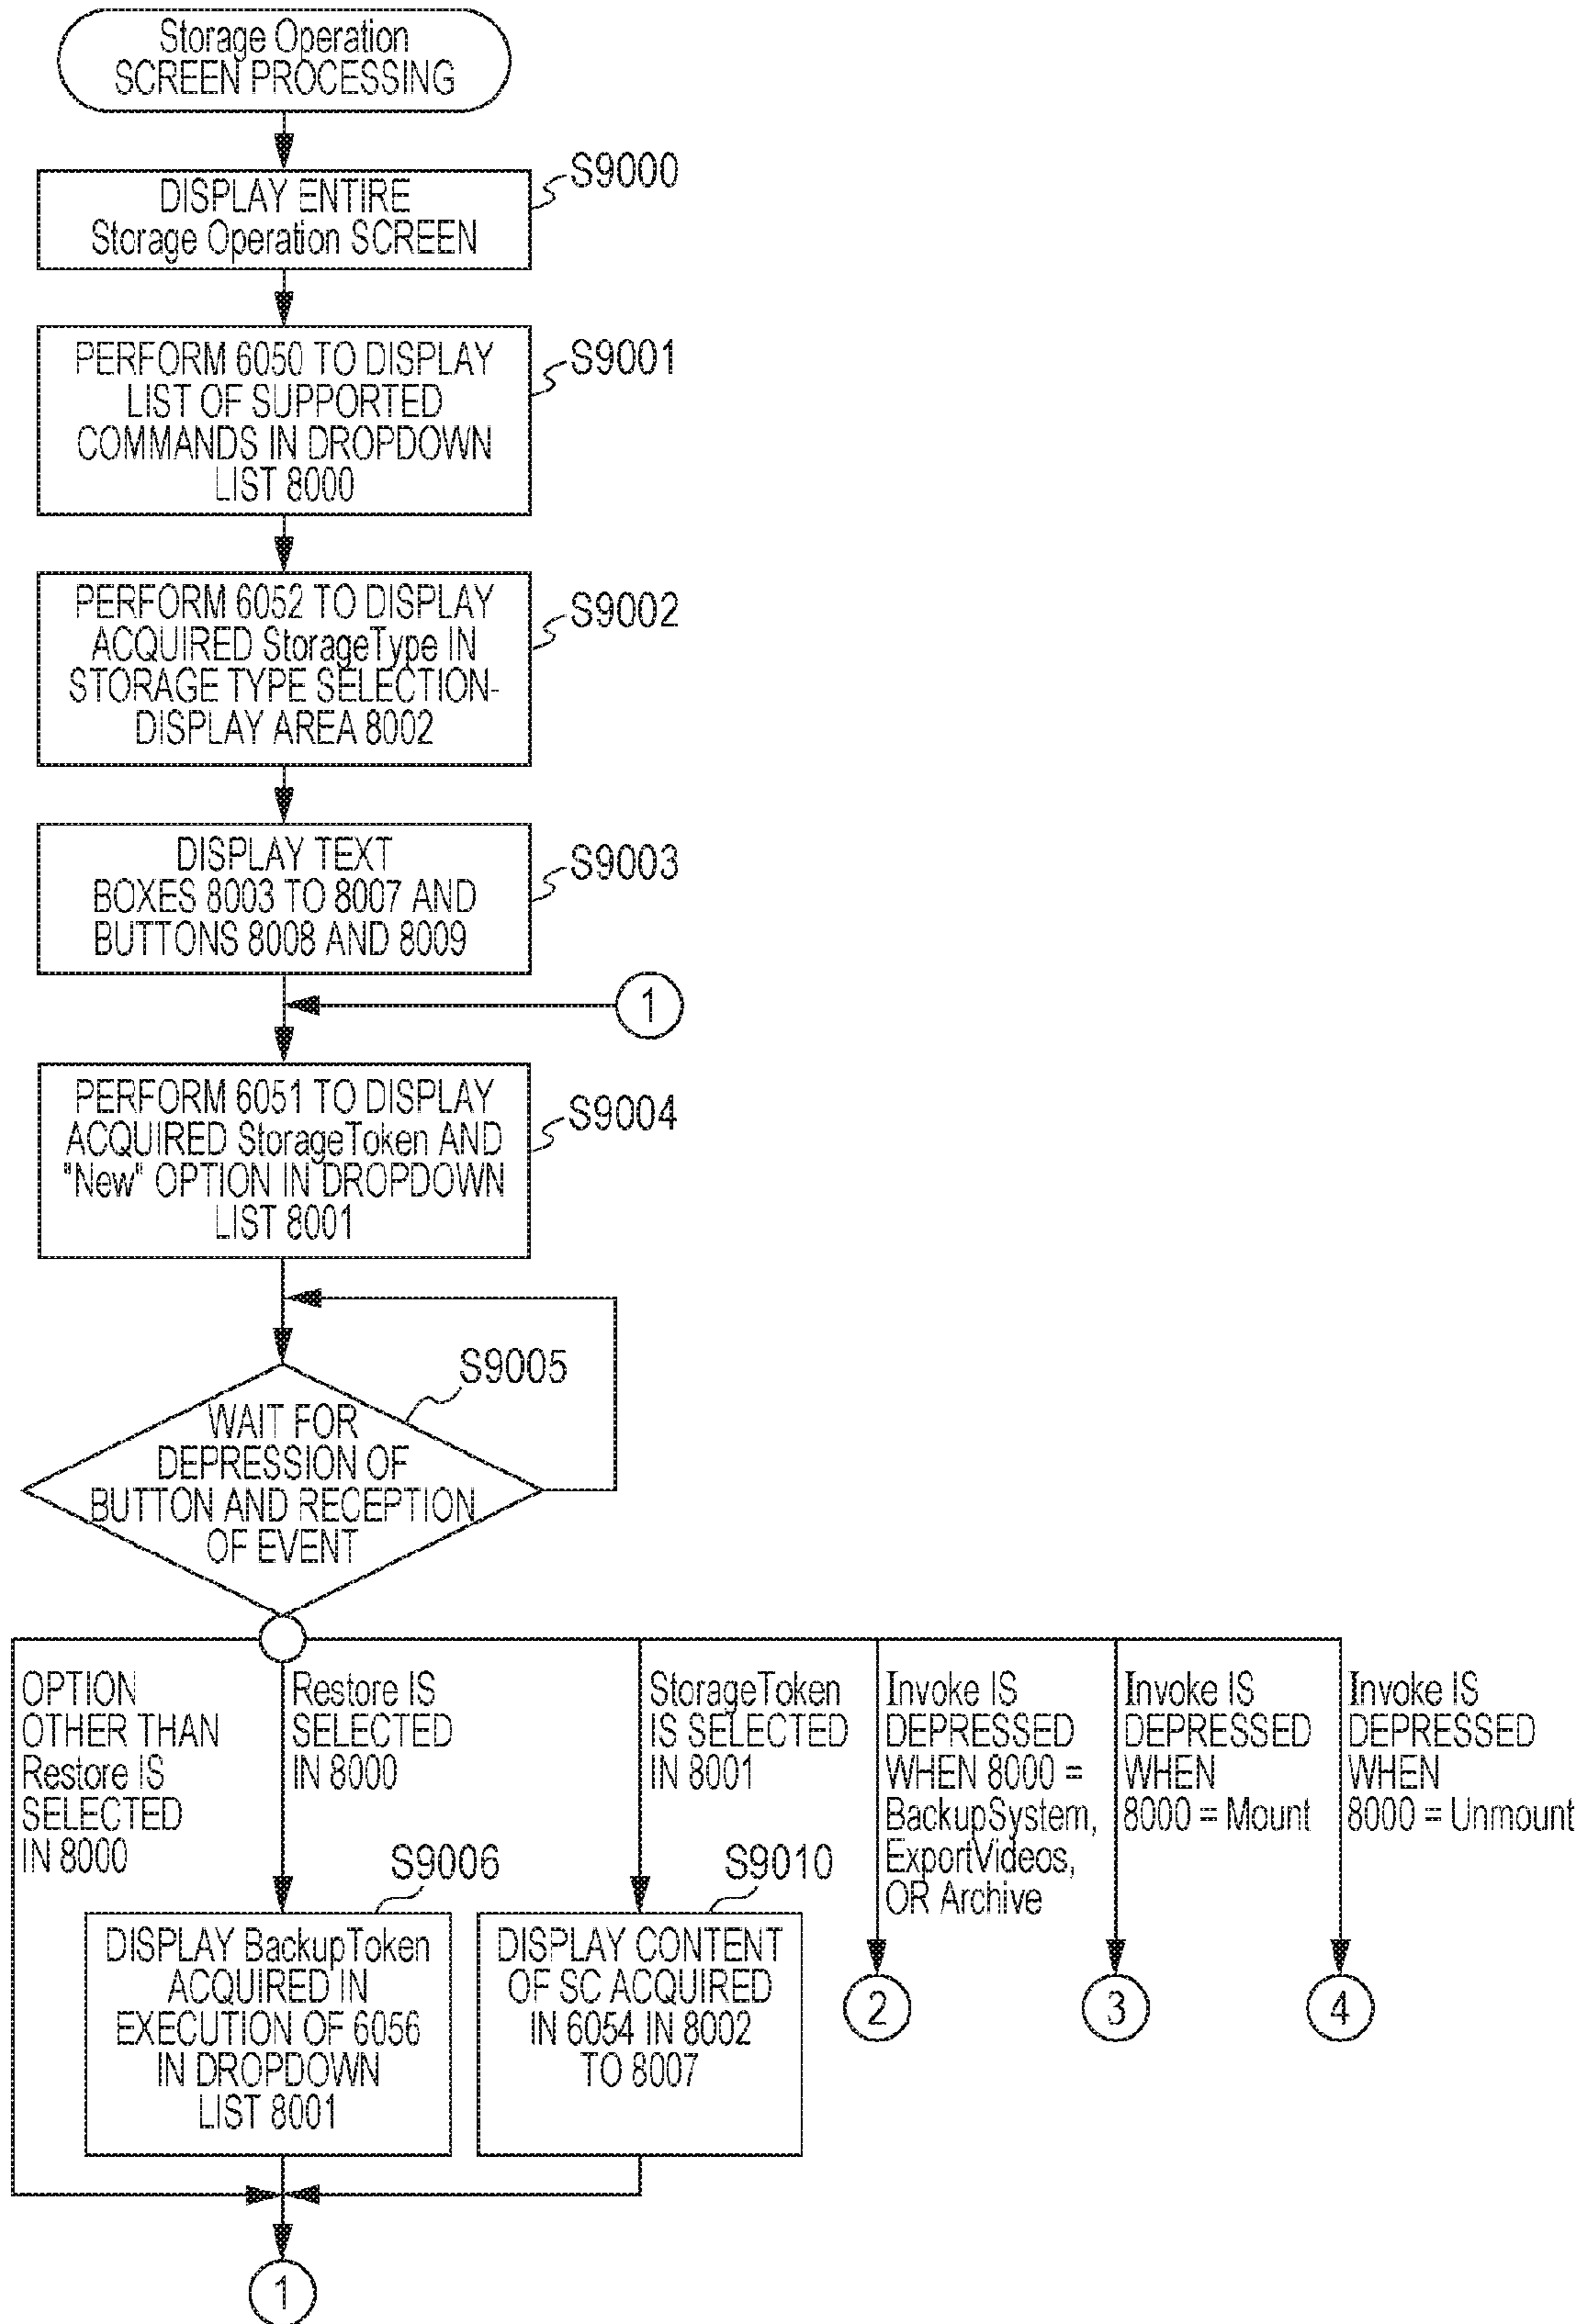 Storage Operation
SCREEN PROCESSING
S9000
DISPLAY ENTIRE
Storage Operation SCREEN
S9001
PERFORM 6050 TO DISPLAY
LIST OF SUPPORTED
COMMANDS IN DROPDOWN
LIST 8000
S9002
PERFORM 6052 TO DISPLAY
ACQUIRED StorageType IN
STORAGE TYPE SELECTION-
DISPLAY AREA 8002
S9003
DISPLAY TEXT
BOXES 8003 TO 8007 AND
BUTTONS 8008 AND 8009
1
S9004
PERFORM 6051 TO DISPLAY
ACQUIRED StorageToken AND
"New" OPTION IN DROPDOWN
LIST 8001
S9005
WAIT FOR
DEPRESSION OF
BUTTON AND RECEPTION
OF EVENT
OPTION
OTHER THAN
Restore IS
SELECTED
IN 8000
Restore IS
SELECTED
IN 8000
StorageToken
IS SELECTED
IN 8001
Invoke IS
DEPRESSED
WHEN 8000 =
BackupSystem,
ExportVideos,
OR Archive
Invoke IS
DEPRESSED
WHEN
8000 = Mount
Invoke IS
DEPRESSED
WHEN
8000 = Unmount
S9006
DISPLAY BackupToken
ACQUIRED IN
EXECUTION OF 6056
IN DROPDOWN
LIST 8001
S9010
DISPLAY CONTENT
OF SC ACQUIRED
IN 6054 IN 8002
TO 8007
2
3
4
1